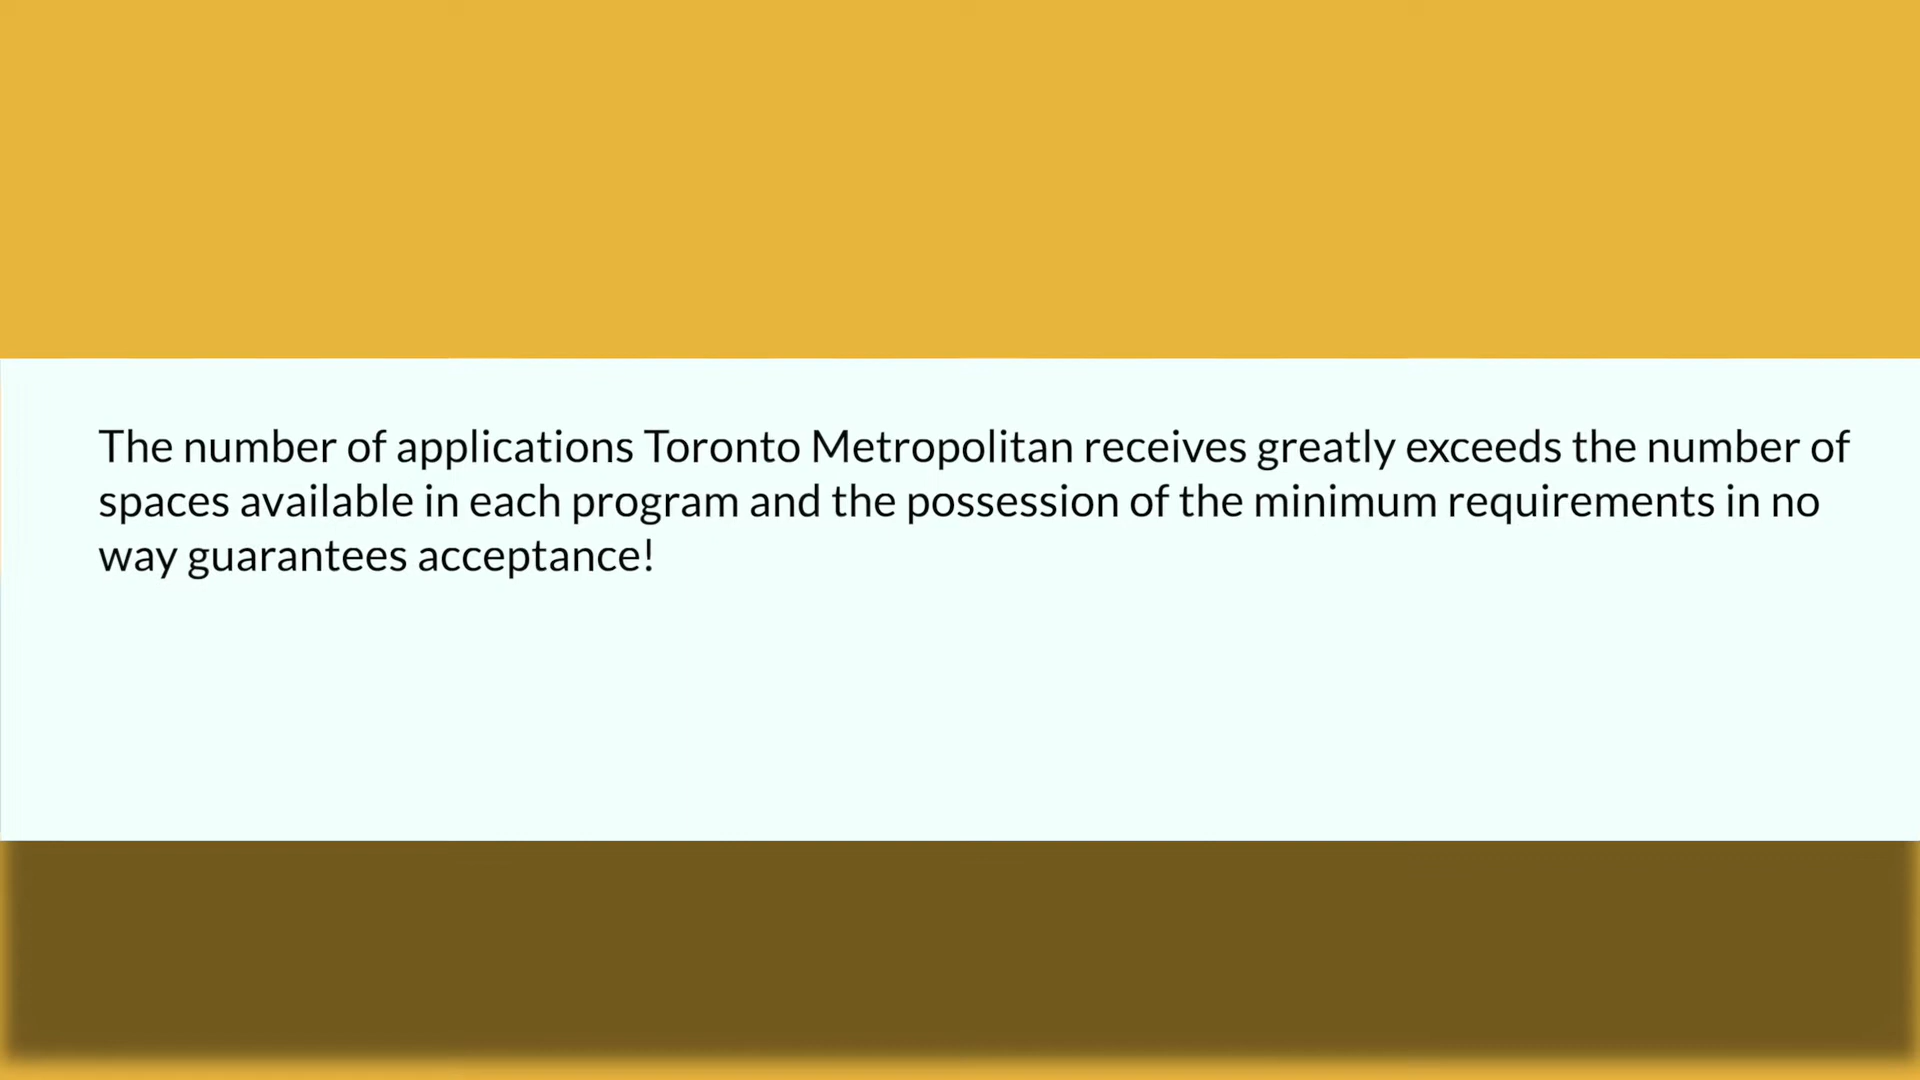 The number of applications Toronto Metropolitan receives greatly exceeds the number of
spaces available in each program and the possession of the minimum requirements in no
way guarantees acceptance!